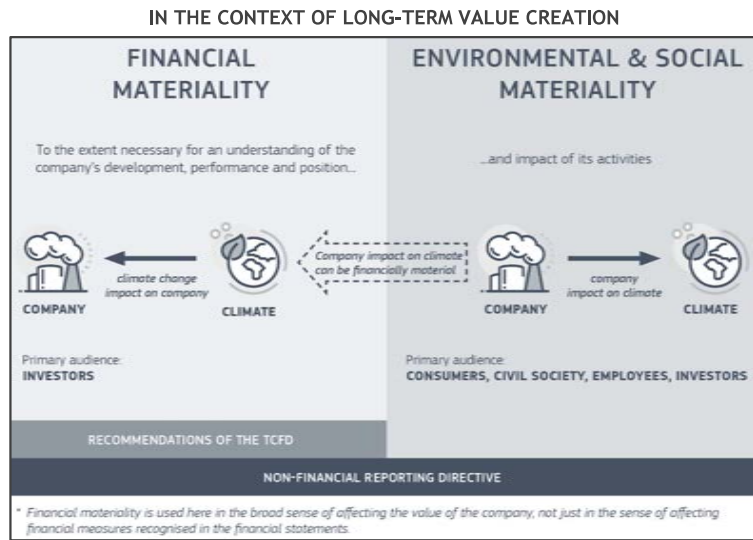 IN THE CONTEXT OF LONG-TERM VALUE CREATION
FINANCIAL
MATERIALITY
To the extent necessary for an understanding of the
company's development, performance and position...
COMPANY
climate change
impact on company
CLIMATE
Primary audience:
INVESTORS
RECOMMENDATIONS OF THE TCFD
Company impact on climate
can be financially material
ENVIRONMENTAL & SOCIAL
MATERIALITY
...and impact of its activities
COMPANY
company
impact on climate
CLIMATE
Primary audience:
CONSUMERS, CIVIL SOCIETY, EMPLOYEES, INVESTORS
NON-FINANCIAL REPORTING DIRECTIVE
* Financial materiality is used here in the broad sense of affecting the value of the company, not just in the sense of affecting
financial measures recognised in the financial statements.